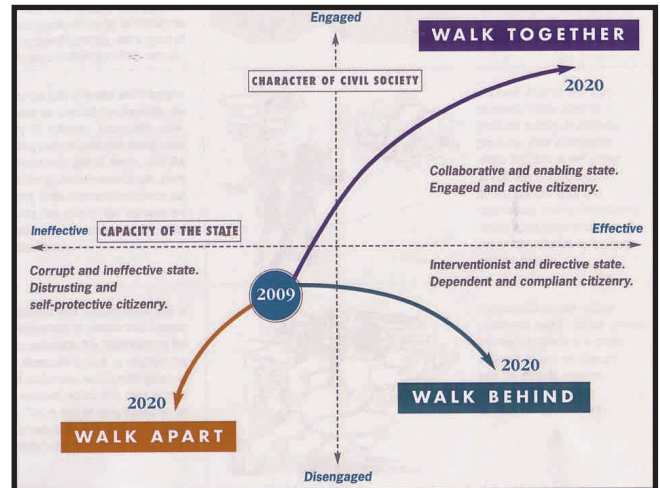 Engaged
WALK TOGETHER
CHARACTER OF CIVIL SOCIETY
2020
Collaborative and enabling state.
Engaged and active citizenry.
Ineffective
CAPACITY OF THE STATE
Effective
Corrupt and ineffective state.
Distrusting and
self-protective citizenry.
Interventionist and directive state.
Dependent and compliant citizenry.
2009
2020
WALK BEHIND
2020
WALK APART
Disengaged